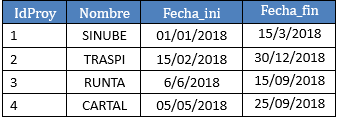 IdProy Nombre Fecha_ini Fecha_fin
1 SINUBE 01/01/2018 15/3/2018
2 TRASPI 15/02/2018 30/12/2018
3 RUNTA 6/6/2018 15/09/2018
4 CARTAL 05/05/2018 25/09/2018